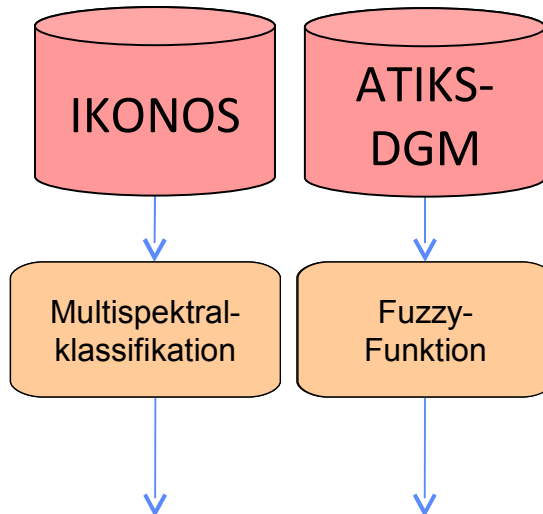 IKONOS
ATIKS-
DGM
Multispektral-
klassifikation
Fuzzy-
Funktion